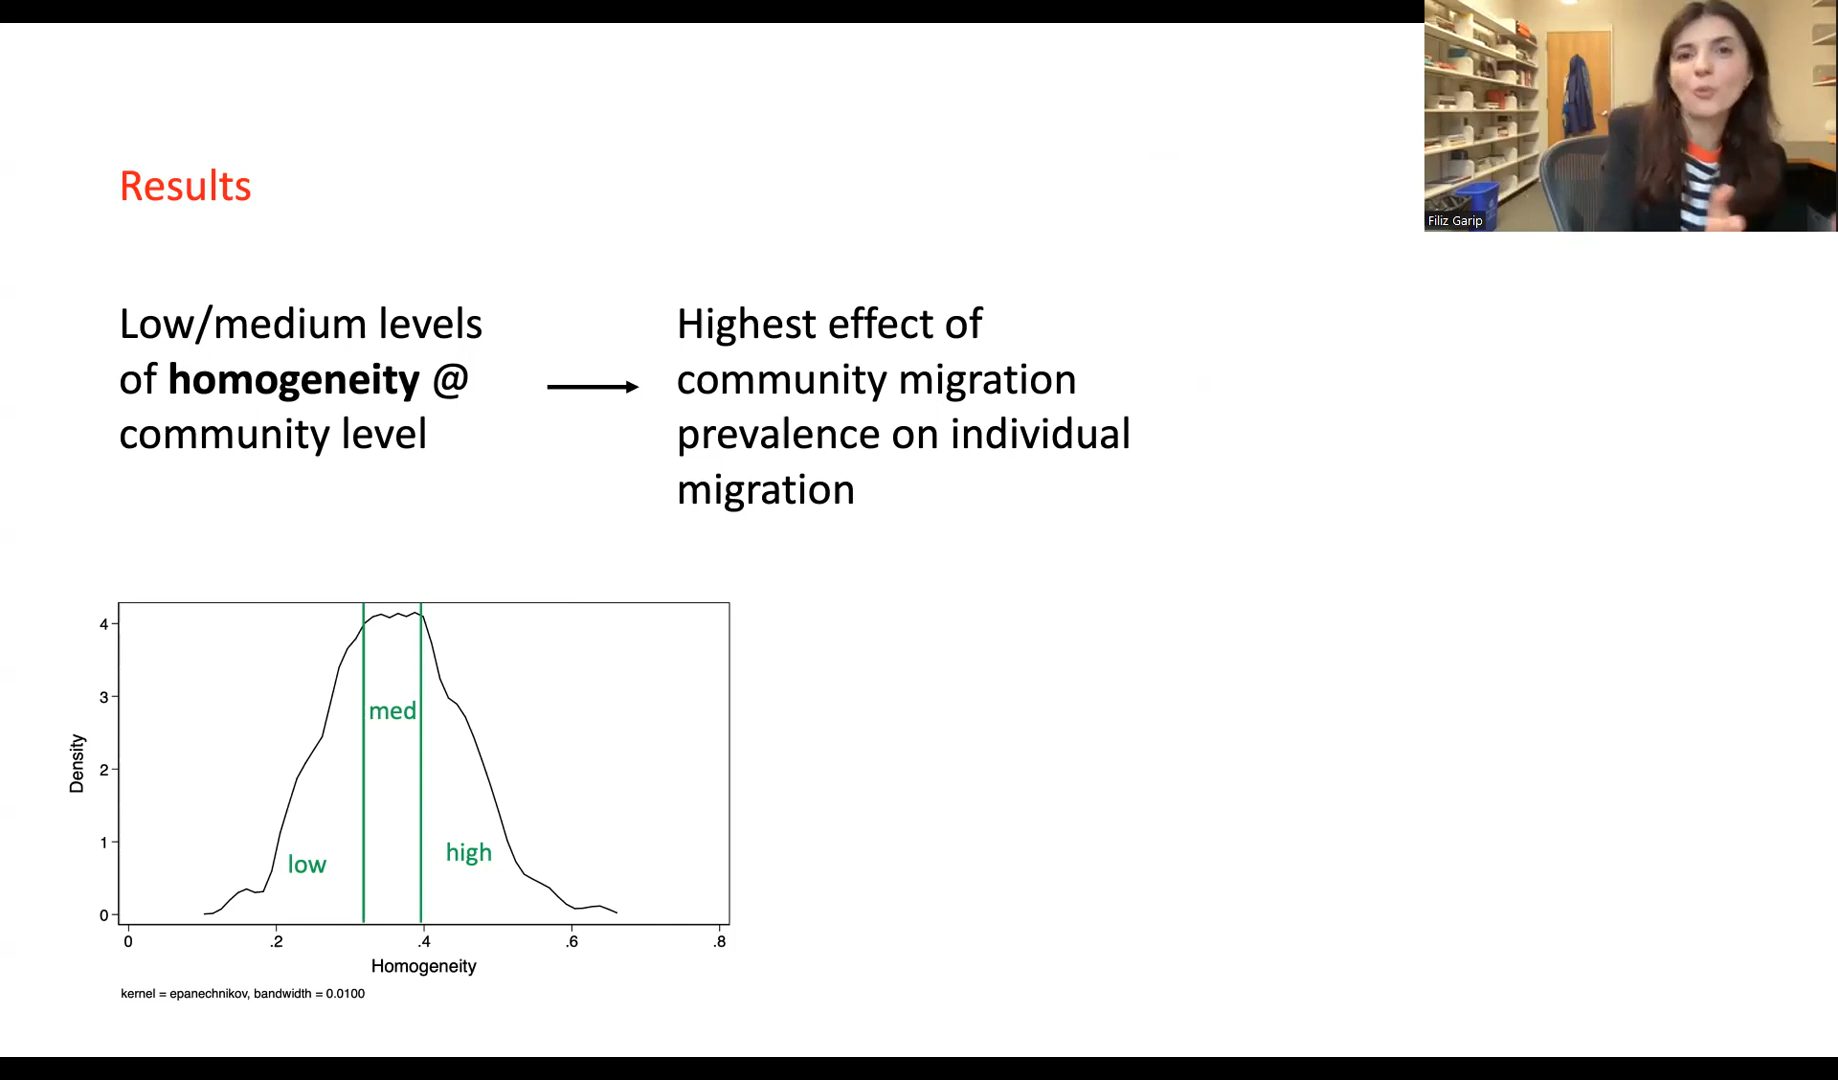 Results
Low/medium levels
of homogeneity @
community level
Highest effect of
community migration
prevalence on individual
migration
Filiz Garip
4
3
2
1
0
Density
med
low
high
0
.2
.4
.6
.8
Homogeneity
kernel = epanechnikov, bandwidth = 0.0100